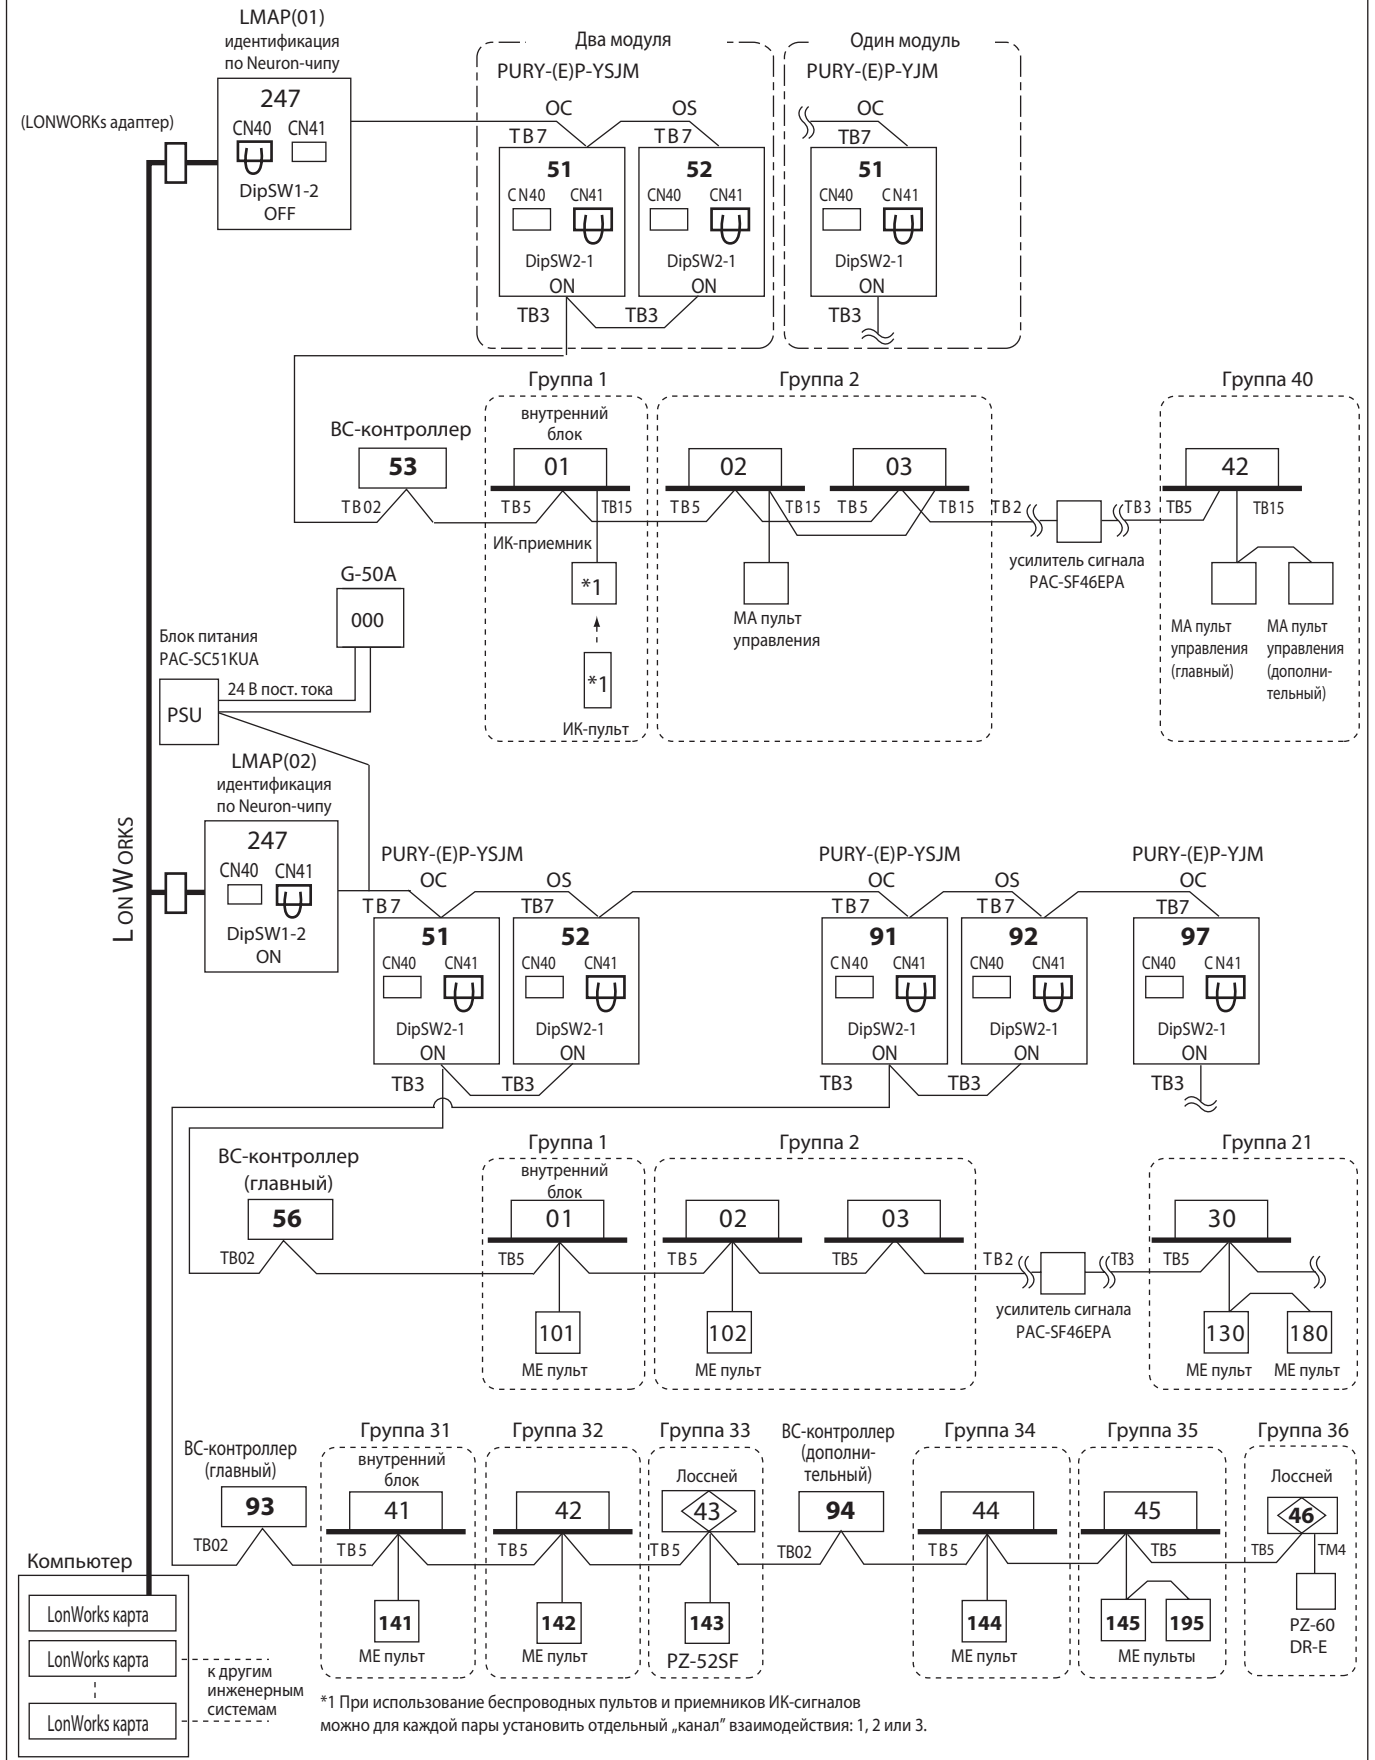 LMAP(01)
идентификация
по Neuron-чипу
247
CN40 CN41
DipSW1-2
OFF
(LONWORKs адаптер)
Два модуля
PURY-(E)P-YSJM
OC OS
TB7 TB7
51 52
CN40 CN41 CN40 CN41
DipSW2-1 DipSW2-1
ON ON
TB3 TB3
Один модуль
PURY-(E)P-YJM
OC
TB7
51
CN40 CN41
DipSW2-1
ON
TB3
Группа 1 Группа 2 Группа 40
ВС-контроллер
53
TB02
внутренний
блок
01
TB5 TB15
ИК-приемник
*1
*1
ИК-пульт
02 03
TB5 TB15 TB5 TB15
МА пульт
управления
TB2 TB3
усилитель сигнала
PAC-SF46EPA
42
TB5 TB15
МА пульт
управления
(главный)
МА пульт
управления
(дополни-
тельный)
G-50A
000
Блок питания
PAC-SC51KUA
24 В пост. тока
PSU
LMAP(02)
идентификация
по Neuron-чипу
247
CN40 CN41
DipSW1-2
ON
LONWORKS
PURY-(E)P-YSJM PURY-(E)P-YSJM PURY-(E)P-YJM
OC OS OC OS OC
TB7 TB7 TB7 TB7 TB7
51 52 91 92 97
CN40 CN41 CN40 CN41 CN40 CN41 CN40 CN41 CN40 CN41
DipSW2-1 DipSW2-1 DipSW2-1 DipSW2-1 DipSW2-1
ON ON ON ON ON
TB3 TB3 TB3 TB3 TB3
ВС-контроллер
(главный)
56
TB02
Группа 1 Группа 2 Группа 21
внутренний
блок
01 02 03 30
TB5 TB5 TB5 TB2 TB3 TB5
усилитель сигнала
PAC-SF46EPA
101 102 130 180
МЕ пульт МЕ пульт МЕ пульт МЕ пульт
ВС-контроллер
(главный)
93
TB02
Группа 31 Группа 32 Группа 33
внутренний
блок
Лоссней
41 42 43
TB5 TB5 TB5
141 142 143
МЕ пульт МЕ пульт PZ-52SF
ВС-контроллер
(дополни-
тельный)
94
TB02
Группа 34 Группа 35 Группа 36
Лоссней
44 45 46
TB5 TB5 TB5 TM4
144 145 195
МЕ пульт МЕ пульты
PZ-60
DR-E
Компьютер
LonWorks карта
LonWorks карта
LonWorks карта
к другим
инженерным
системам
*1 При использование беспроводных пультов и приемников ИК-сигналов
можно для каждой пары установить отдельный „канал” взаимодействия: 1, 2 или 3.